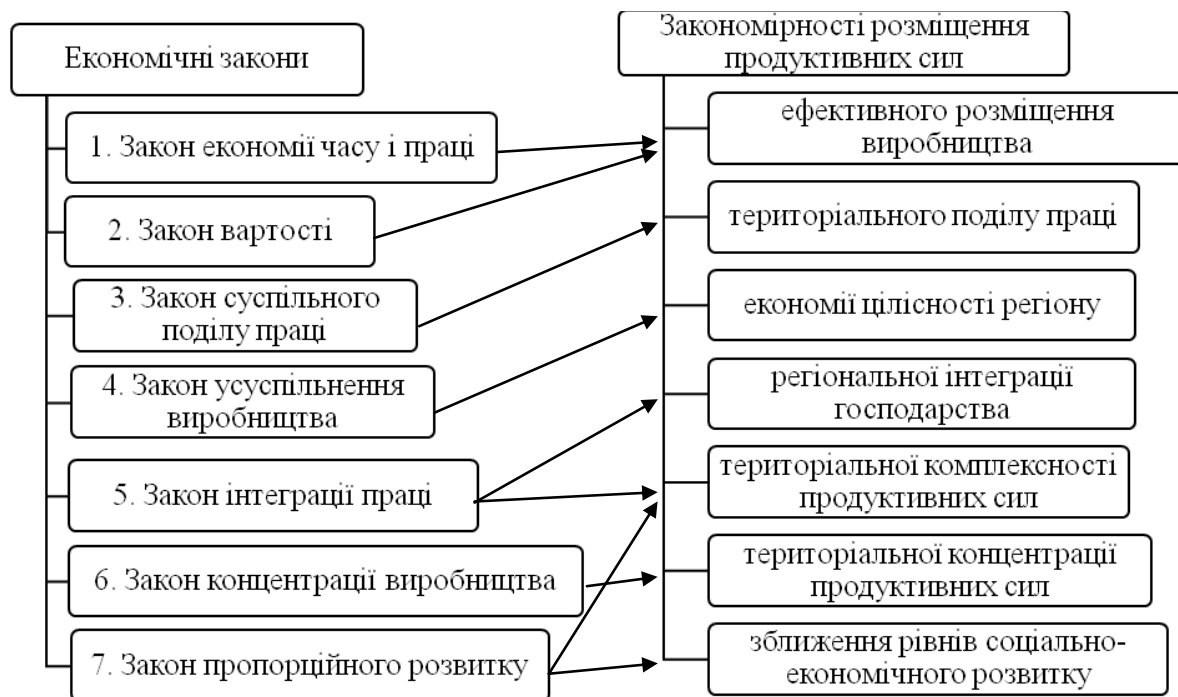 Економічні закони
1. Закон економії часу і праці
2. Закон вартості
3. Закон суспільного
поділу праці
4. Закон усуспільнення
виробництва
5. Закон інтеграції праці
6. Закон концентрації виробництва
7. Закон пропорційного розвитку
Закономірності розміщення
продуктивних сил
ефективного розміщення
виробництва
територіального поділу праці
економії цілісності регіону
регіональної інтеграції
господарства
територіальної комплексності
продуктивних сил
територіальної концентрації
продуктивних сил
зближення рівнів соціально-
економічного розвитку